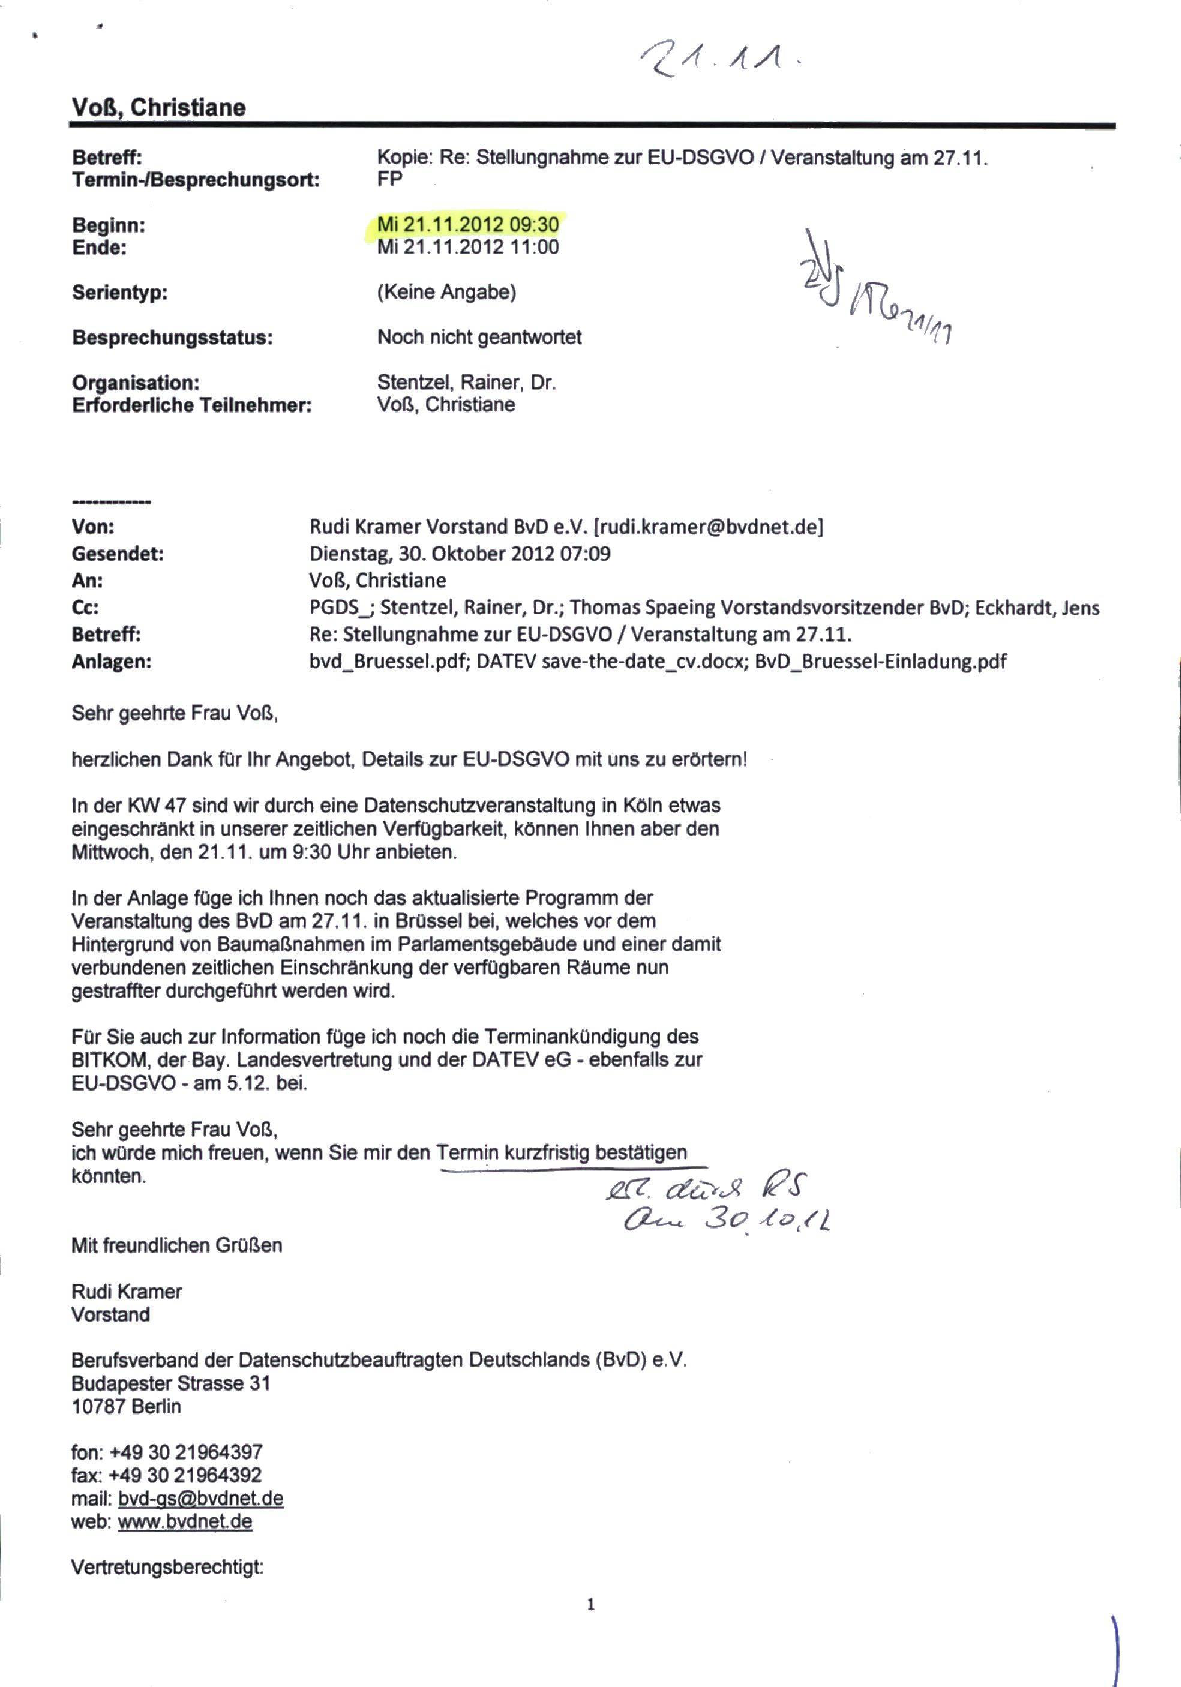 21.11.
Voß, Christiane
Betreff: Kopie: Re: Stellungnahme zur EU-DSGVO / Veranstaltung am 27.11.
Termin-/Besprechungsort: FP
Beginn: Mi 21.11.2012 09:30
Ende: Mi 21.11.2012 11:00
Serientyp: (Keine Angabe)
Besprechungsstatus: Noch nicht geantwortet
Organisation: Stentzel, Rainer, Dr.
Erforderliche Teilnehmer: Voß, Christiane
------------
Von: Rudi Kramer Vorstand BvD e.V. [rudi.kramer@bvdnet.de]
Gesendet: Dienstag, 30. Oktober 2012 07:09
An: Voß, Christiane
Cc: PGDS_; Stentzel, Rainer, Dr.; Thomas Spaeing Vorstandsvorsitzender BvD; Eckhardt, Jens
Betreff: Re: Stellungnahme zur EU-DSGVO / Veranstaltung am 27.11.
Anlagen: bvd_Bruessel.pdf; DATEV save-the-date_cv.docx; BvD_Bruessel-Einladung.pdf
Sehr geehrte Frau Voß,
herzlichen Dank für Ihr Angebot, Details zur EU-DSGVO mit uns zu erörtern!
In der KW 47 sind wir durch eine Datenschutzveranstaltung in Köln etwas
eingeschränkt in unserer zeitlichen Verfügbarkeit, können Ihnen aber den
Mittwoch, den 21.11. um 9:30 Uhr anbieten.
In der Anlage füge ich Ihnen noch das aktualisierte Programm der
Veranstaltung des BvD am 27.11. in Brüssel bei, welches vor dem
Hintergrund von Baumaßnahmen im Parlamentsgebäude und einer damit
verbundenen zeitlichen Einschränkung der verfügbaren Räume nun
gestraffter durchgeführt werden wird.
Für Sie auch zur Information füge ich noch die Terminankündigung des
BITKOM, der Bay. Landesvertretung und der DATEV eG - ebenfalls zur
EU-DSGVO - am 5.12. bei.
Sehr geehrte Frau Voß,
ich würde mich freuen, wenn Sie mir den Termin kurzfristig bestätigen
könnten.
durch RS
am 30.10.12
Mit freundlichen Grüßen
Rudi Kramer
Vorstand
Berufsverband der Datenschutzbeauftragten Deutschlands (BvD) e.V.
Budapester Strasse 31
10787 Berlin
fon: +49 30 21964397
fax: +49 30 21964392
mail: bvd-gs@bvdnet.de
web: www.bvdnet.de
Vertretungsberechtigt:
1